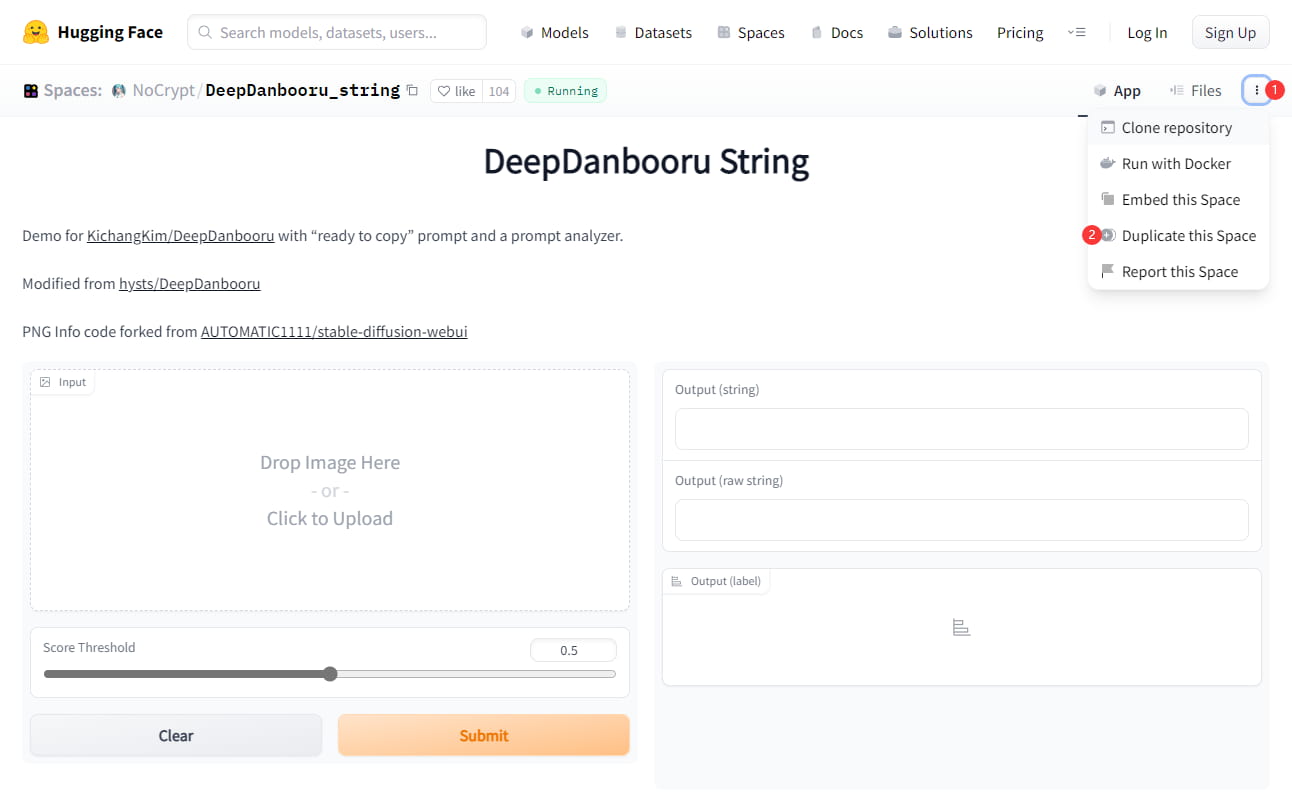 Hugging Face Search models, datasets, users... Models Datasets Spaces Docs Solutions Pricing Log In Sign Up
Spaces: NoCrypt/DeepDanbooru_string like 104 Running App Files 1
Clone repository
Run with Docker
Embed this Space
2 Duplicate this Space
Report this Space
DeepDanbooru String
Demo for KichangKim/DeepDanbooru with “ready to copy” prompt and a prompt analyzer.
Modified from hysts/DeepDanbooru
PNG Info code forked from AUTOMATIC1111/stable-diffusion-webui
Input
Drop Image Here
- or -
Click to Upload
Score Threshold 0.5
Clear Submit
Output (string)
Output (raw string)
Output (label)